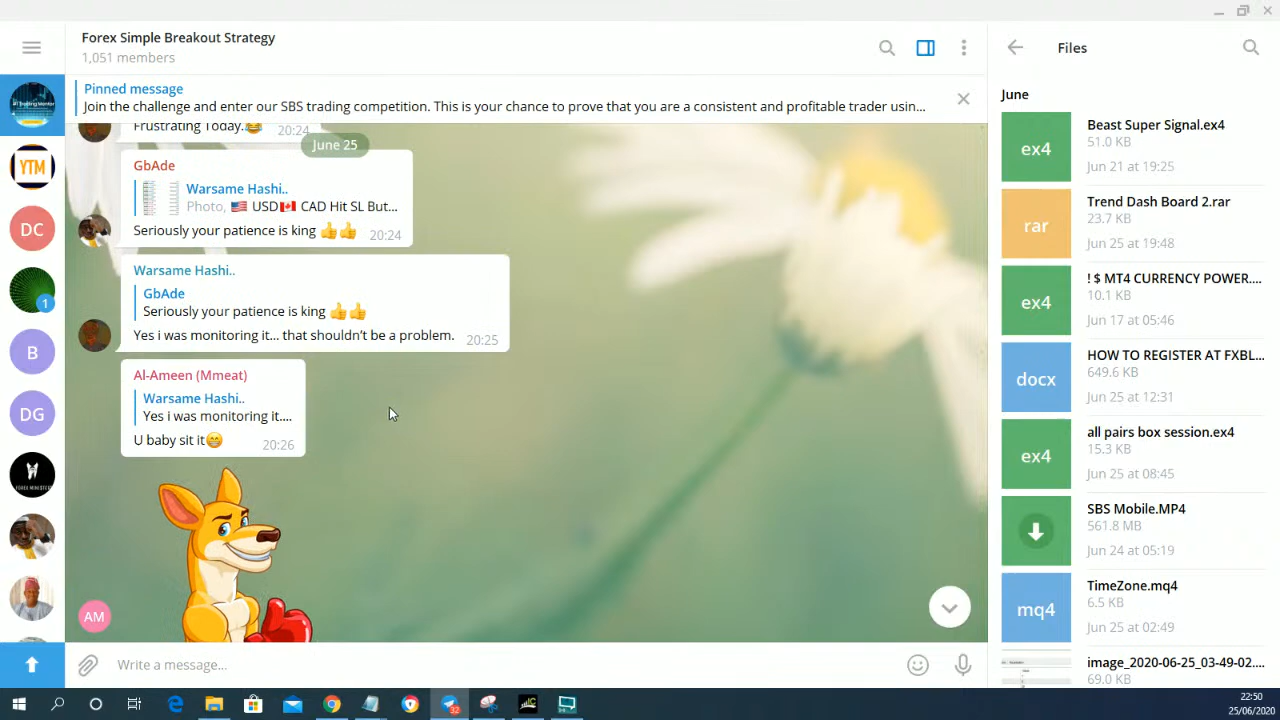 Forex Simple Breakout Strategy
1,051 members
Pinned message
Join the challenge and enter our SBS trading competition. This is your chance to prove that you are a consistent and profitable trader usin...
Frustrating Today..😂 20:24
June 25
GbAde
Warsame Hashi..
Photo, 🇺🇸 USD🇨🇦 CAD Hit SL But...
Seriously your patience is king 👍👍 20:24
Warsame Hashi..
GbAde
Seriously your patience is king 👍👍
Yes i was monitoring it... that shouldn't be a problem. 20:25
Al-Ameen (Mmeat)
Warsame Hashi..
Yes i was monitoring it....
U baby sit it😁 20:26
AM
Write a message...
YTM
DC
1
B
DG
Files
June
ex4
Beast Super Signal.ex4
51.0 KB
Jun 21 at 19:25
rar
Trend Dash Board 2.rar
23.7 KB
Jun 25 at 19:48
ex4
! $ MT4 CURRENCY POWER....
10.1 KB
Jun 17 at 05:46
docx
HOW TO REGISTER AT FXBL...
649.6 KB
Jun 25 at 12:31
ex4
all pairs box session.ex4
15.3 KB
Jun 25 at 08:45
SBS Mobile.MP4
561.8 MB
Jun 24 at 05:19
mq4
TimeZone.mq4
6.5 KB
Jun 25 at 02:49
image_2020-06-25_03-49-02....
69.0 KB
32
22:50
25/06/2020